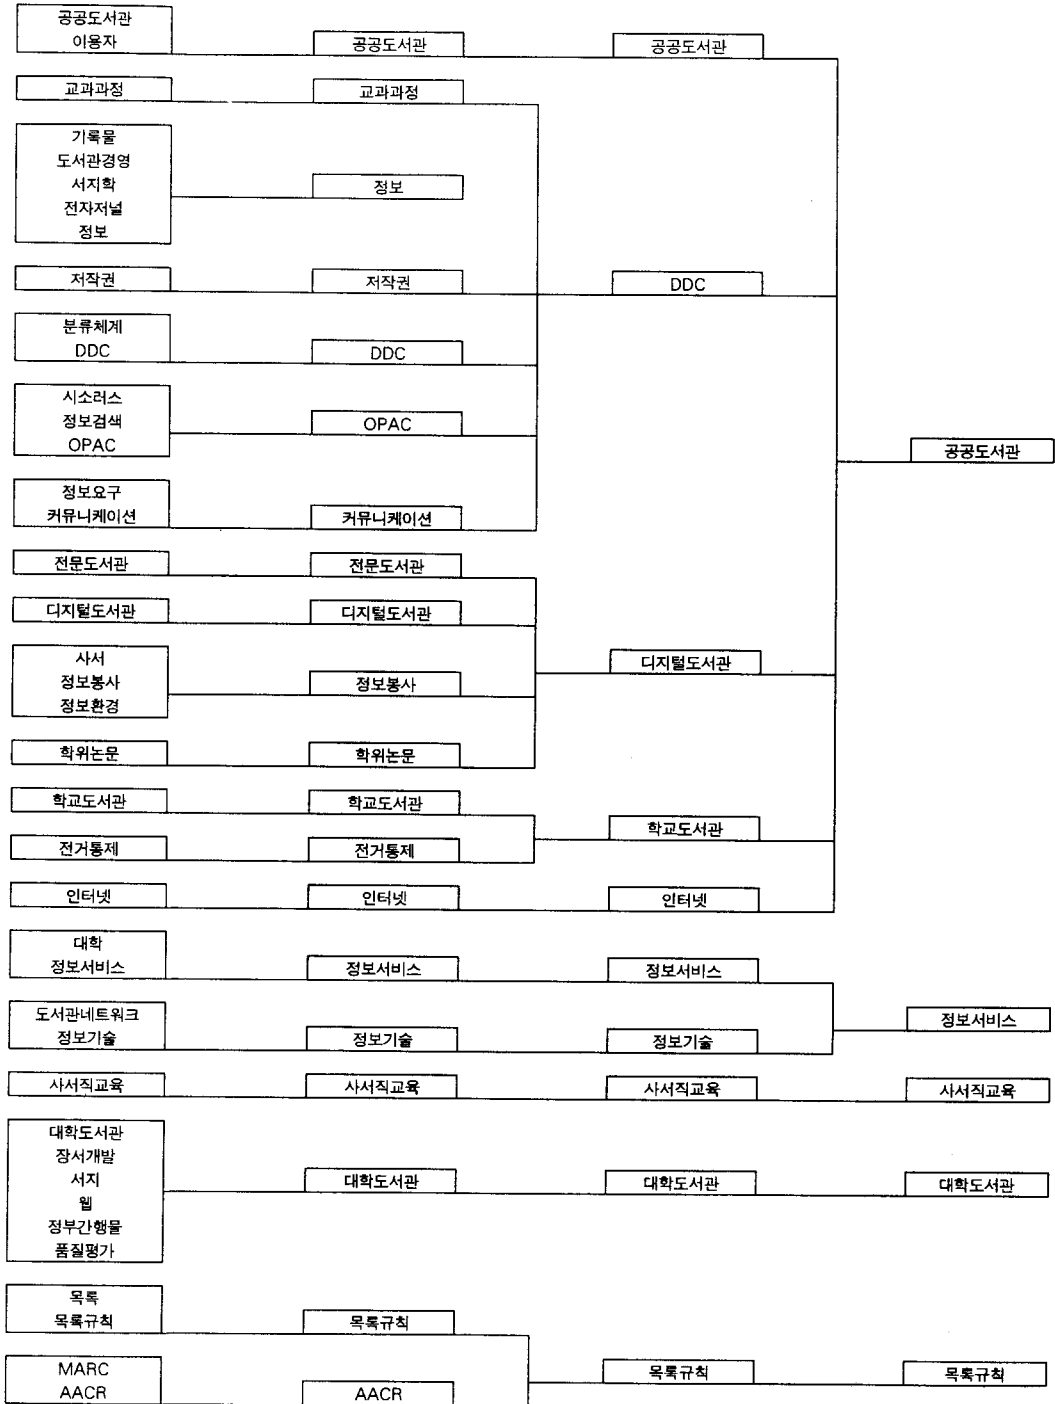 공공도서관
이용자
공공도서관
공공도서관
교과과정
교과과정
기록물
도서관경영
서지학
전자저널
정보
정보
저작권
저작권
DDC
분류체계
DDC
DDC
시소러스
정보검색
OPAC
OPAC
공공도서관
정보요구
커뮤니케이션
커뮤니케이션
전문도서관
전문도서관
디지털도서관
디지털도서관
사서
정보봉사
정보환경
정보봉사
디지털도서관
학위논문
학위논문
학교도서관
학교도서관
학교도서관
전거통제
전거통제
인터넷
인터넷
인터넷
대학
정보서비스
정보서비스
정보서비스
도서관네트워크
정보기술
정보기술
정보기술
정보서비스
사서직교육
사서직교육
사서직교육
사서직교육
대학도서관
장서개발
서지
웹
정부간행물
품질평가
대학도서관
대학도서관
대학도서관
목록
목록규칙
목록규칙
MARC
AACR
AACR
목록규칙
목록규칙